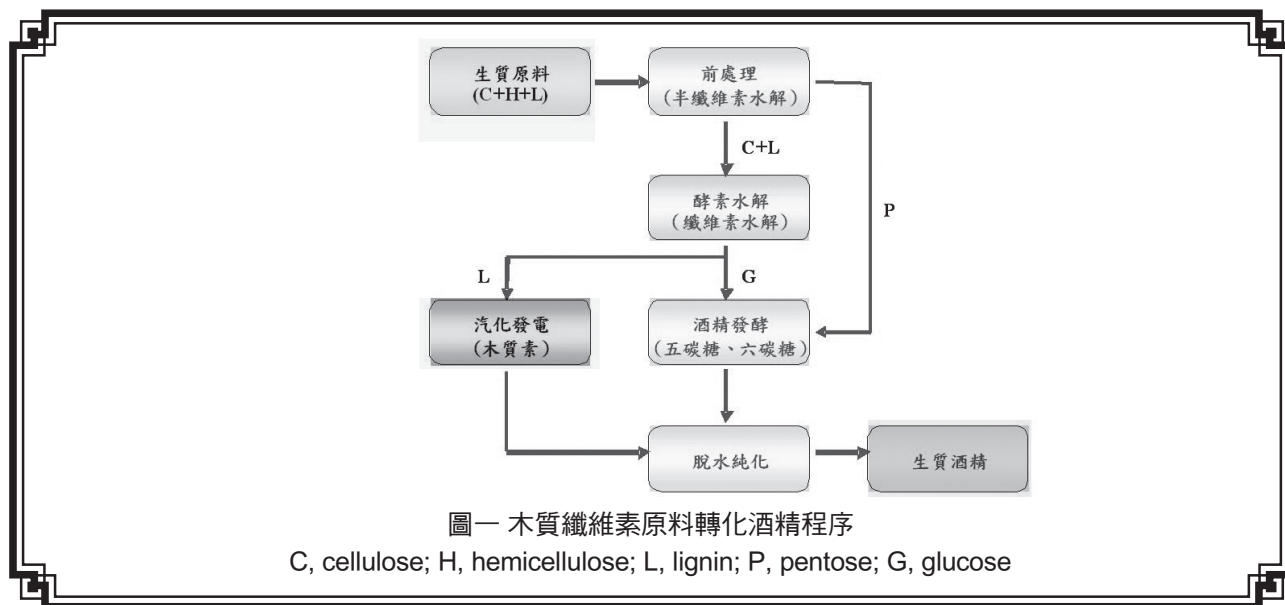 生質原料
(C+H+L)
前處理
(半纖維素水解)
C+L
酵素水解
(纖維素水解)
P
L
G
汽化發電
(木質素)
酒精發酵
(五碳糖、六碳糖)
脫水純化
生質酒精
圖一 木質纖維素原料轉化酒精程序
C, cellulose; H, hemicellulose; L, lignin; P, pentose; G, glucose